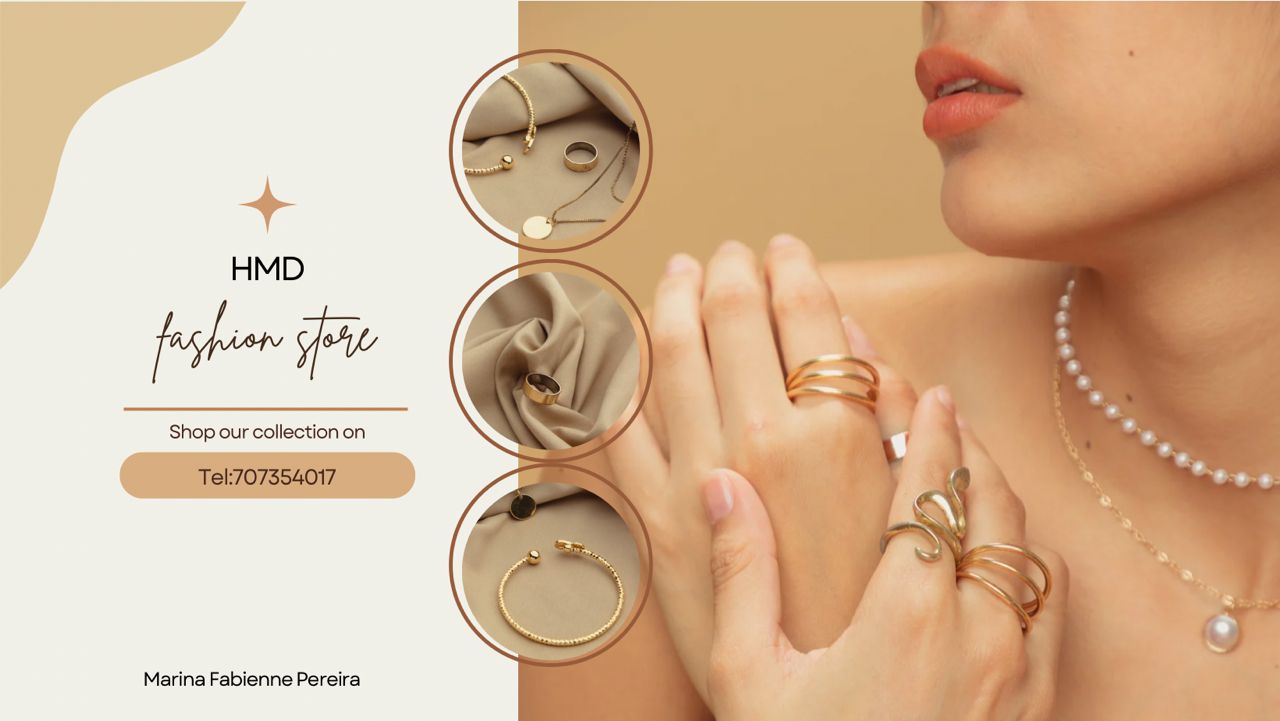 HMD
fashion store
Shop our collection on
Tel:707354017
Marina Fabienne Pereira